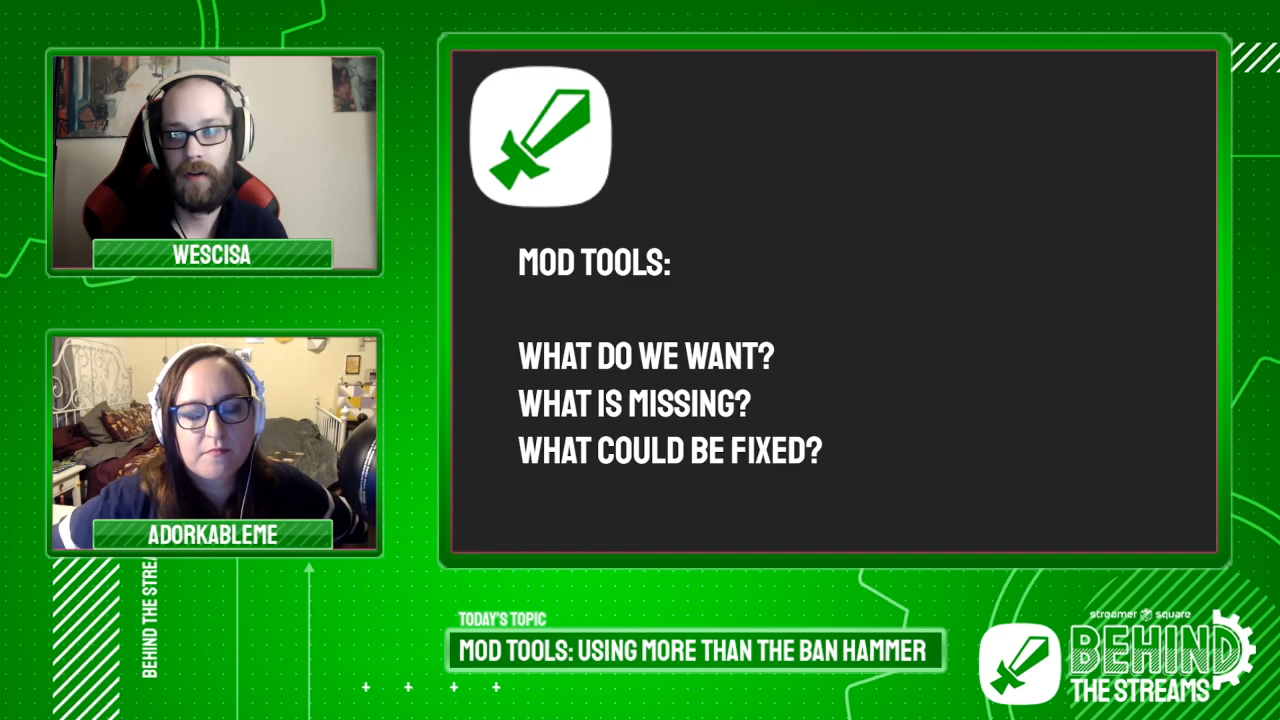 WESCISA
ADORKABLEME
MOD TOOLS:
WHAT DO WE WANT?
WHAT IS MISSING?
WHAT COULD BE FIXED?
BEHIND THE STREA
TODAY'S TOPIC
MOD TOOLS: USING MORE THAN THE BAN HAMMER
streamer square
BEHIND
THE STREAMS